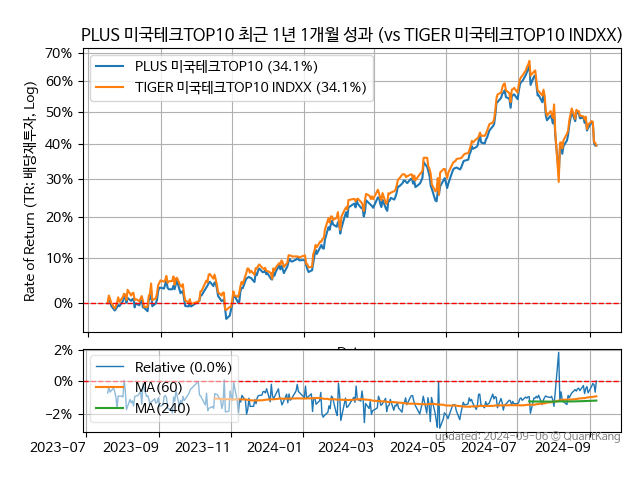 PLUS 미국테크TOP10 최근 1년 1개월 성과 (vs TIGER 미국테크TOP10 INDXX)
70%
60%
50%
40%
30%
20%
10%
0%
Rate of Return (TR: 배당재투자, Log)
PLUS 미국테크TOP10 (34.1%)
TIGER 미국테크TOP10 INDXX (34.1%)
2%
0%
−2%
Relative (0.0%)
MA(60)
MA(240)
2023-07
2023-09
2023-11
2024-01
2024-03
2024-05
2024-07
2024-09
updated: 2024-09-06 © QuantKang